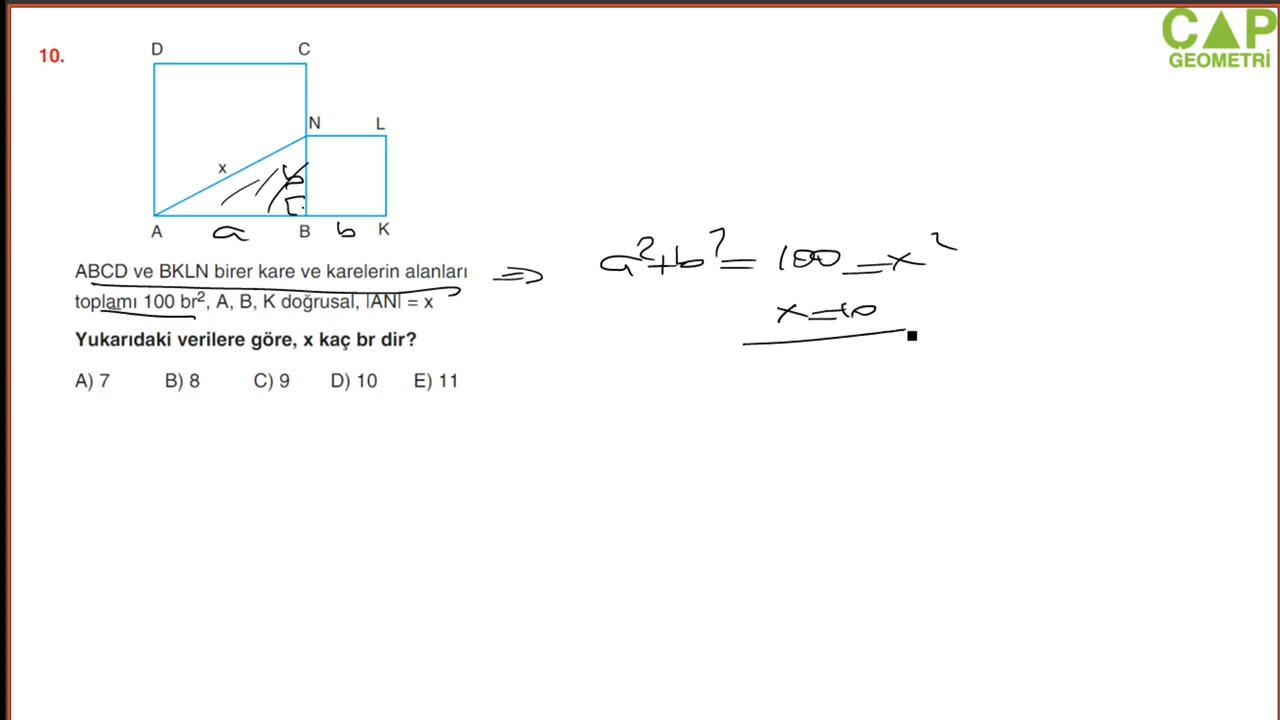 ÇAP
GEOMETRİ
10.
D C
N L
x
b
A a B b K
ABCD ve BKLN birer kare ve karelerin alanları
toplamı 100 br², A, B, K doğrusal, |AN| = x
a²+b² = 100 = x²
x=10
Yukarıdaki verilere göre, x kaç br dir?
A) 7 B) 8 C) 9 D) 10 E) 11